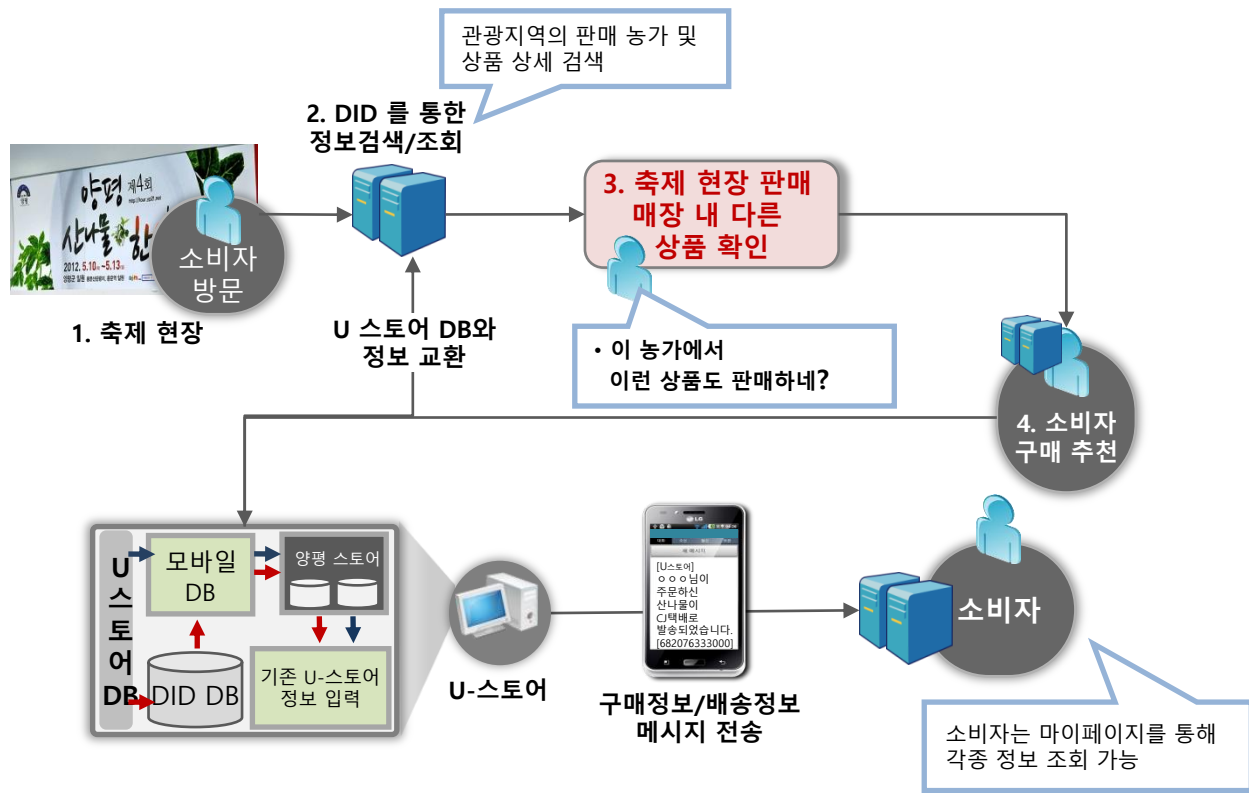 관광지역의 판매 농가 및
상품 상세 검색
2. DID 를 통한
정보검색/조회
양평 제4회
산나물 한
2012. 5.10 ~5.13
소비자
방문
1. 축제 현장
3. 축제 현장 판매
매장 내 다른
상품 확인
U 스토어 DB와
정보 교환
• 이 농가에서
이런 상품도 판매하네?
4. 소비자
구매 추천
U
스
토
어
DB
모바일
DB
양평 스토어
DID DB
기존 U-스토어
정보 입력
U-스토어
LG
[U스토어]
ㅇㅇㅇ님이
주문하신
산나물이
CJ택배로
발송되었습니다.
[682076333000]
구매정보/배송정보
메시지 전송
소비자
소비자는 마이페이지를 통해
각종 정보 조회 가능